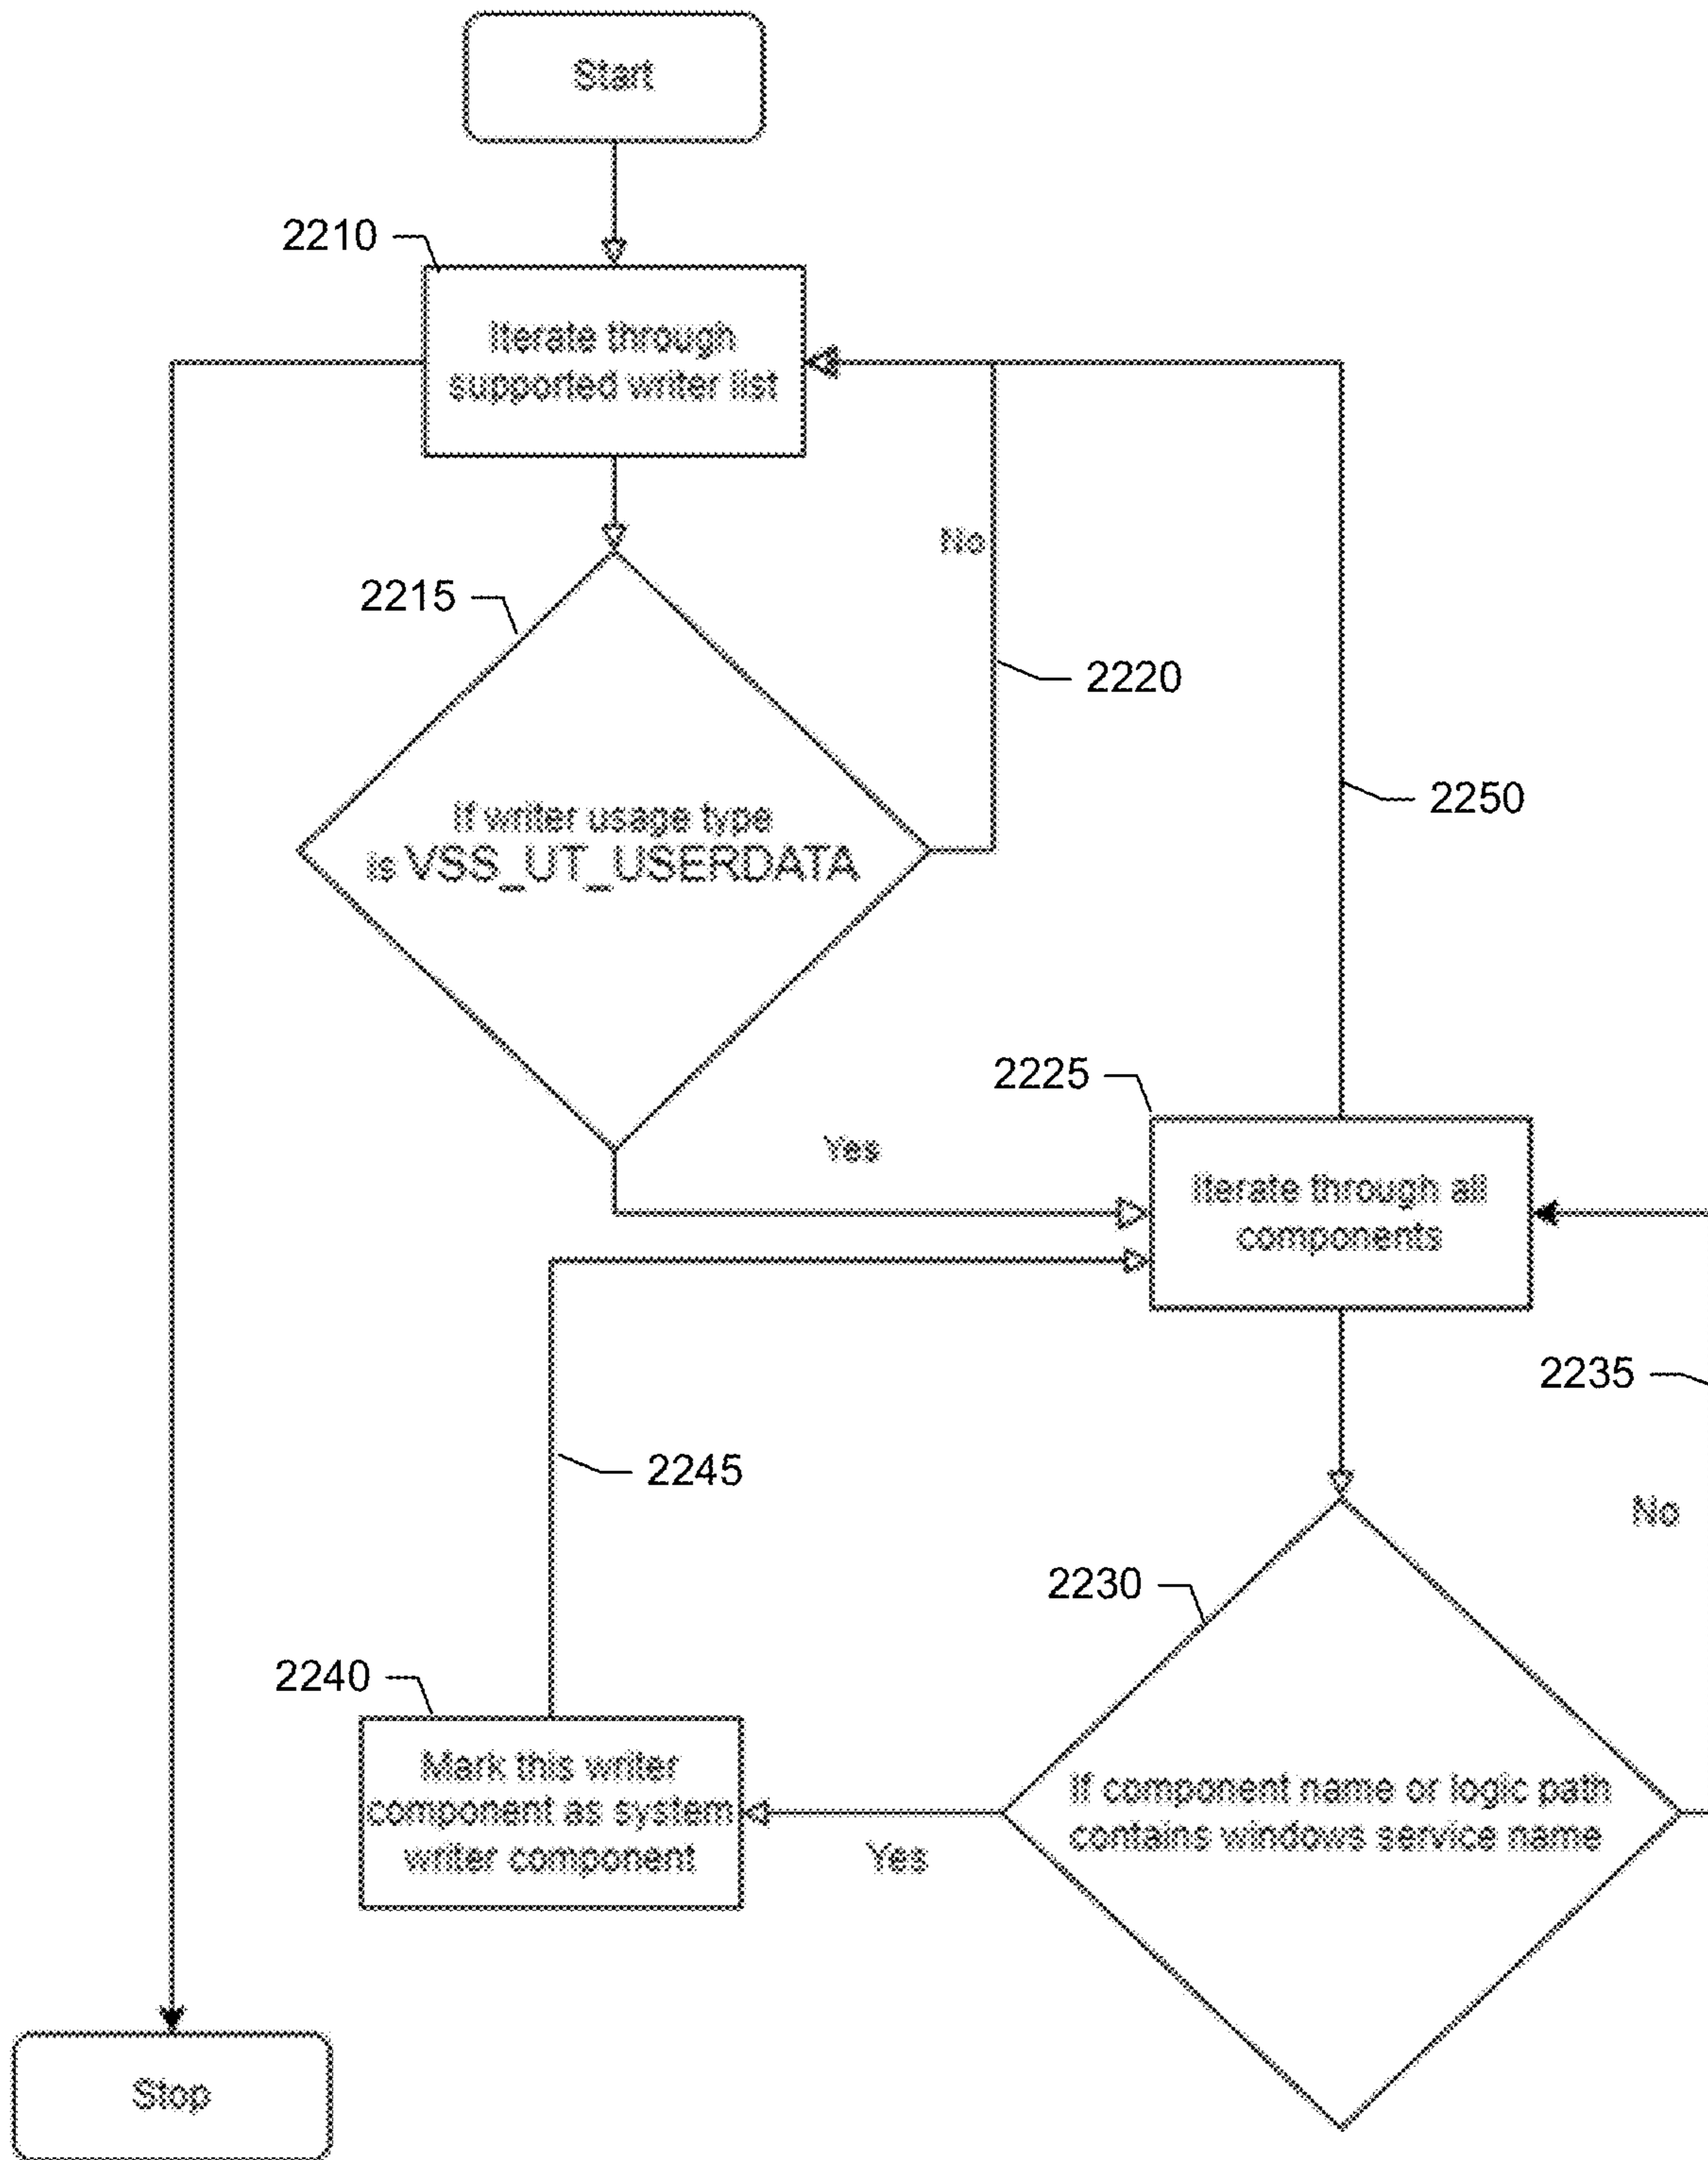 Start
2210
Iterate through
supported writer list
No
2215
2220
2250
If writer usage type
is VSS_UT_USERDATA
2225
Yes
Iterate through all
components
2235
2245
No
2230
2240
Mark this writer
component as system
writer component
If component name or logic path
contains windows service name
Yes
Stop